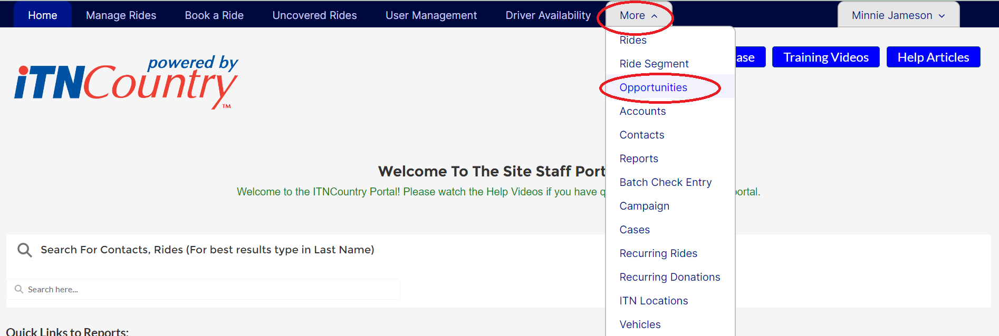 Home Manage Rides Book a Ride Uncovered Rides User Management Driver Availability More Minnie Jameson
Rides
ase Training Videos Help Articles
powered by
iTNCountry
TM
Ride Segment
Opportunities
Accounts
Contacts
Reports
Batch Check Entry
Campaign
Cases
Recurring Rides
Recurring Donations
ITN Locations
Vehicles
Welcome To The Site Staff Port
Welcome to the ITNCountry Portal! Please watch the Help Videos if you have q ortal.
Search For Contacts, Rides (For best results type in Last Name)
Search here...
Quick Links to Reports: